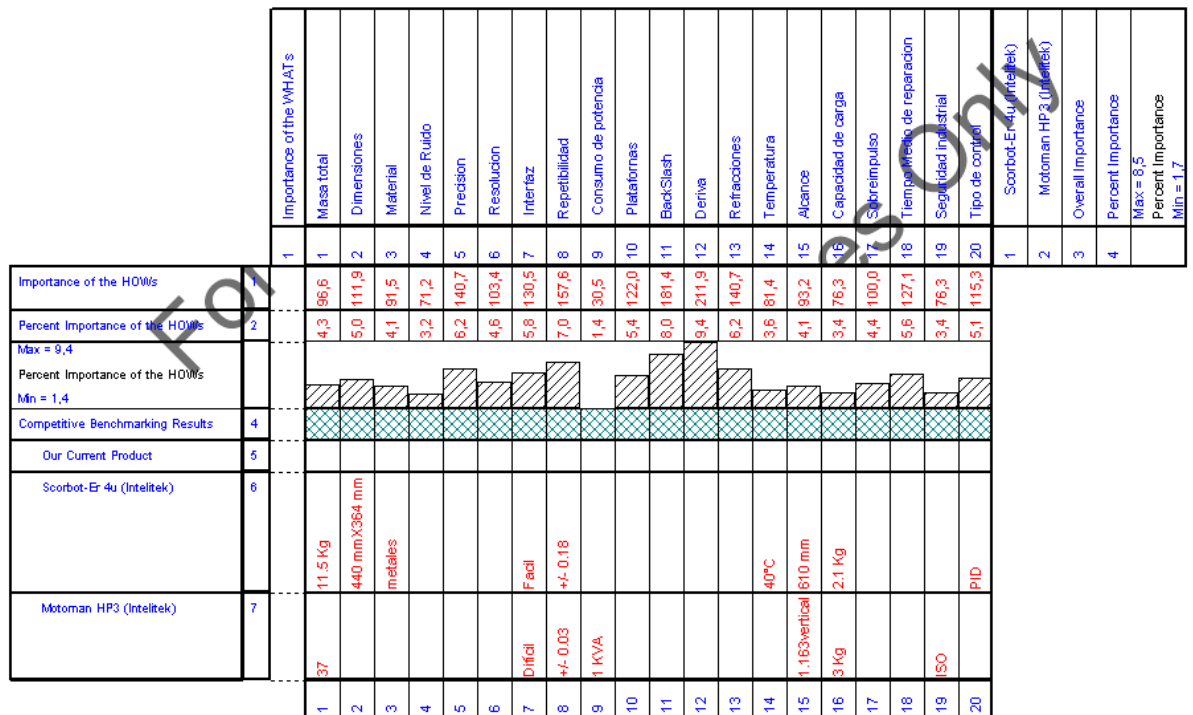 Importance of the WHATs
Masa total
Dimensiones
Material
Nivel de Ruido
Precision
Resolucion
Interfaz
Repetibilidad
Consumo de potencia
Platafornas
BackSlash
Deriva
Refracciones
Temperatura
Alcance
Capacidad de carga
Sobreimpulso
Tiempo Medio de reparacion
Seguridad industrial
Tipo de control
Scorbot-Er 4u (Intelitek)
Motoman HP3 (Intelitek)
Overall Importance
Percent Importance
Max = 8,5
Percent Importance
Min = 1,7
1 1 2 3 4 5 6 7 8 9 10 11 12 13 14 15 16 17 18 19 20 1 2 3 4
Importance of the HOWs 1 96,6 111,9 91,5 71,2 140,7 103,4 130,5 157,6 30,5 122,0 181,4 211,9 140,7 81,4 93,2 76,3 100,0 127,1 76,3 115,3
Percent Importance of the HOWs 2 4,3 5,0 4,1 3,2 6,2 4,6 5,8 7,0 1,4 5,4 8,0 9,4 6,2 3,6 4,1 3,4 4,4 5,6 3,4 5,1
Max = 9,4
Percent Importance of the HOWs
Min = 1,4
Competitive Benchmarking Results 4
Our Current Product 5
Scorbot-Er 4u (Intelitek) 6 11.5 Kg 440 mmX364 mm metales Facil +/- 0.18 40ºC 610 mm 2.1 Kg PID
Motoman HP3 (Intelitek) 7 37 Difícil +/- 0.03 1 KVA 1.163vertical 3 Kg ISO
1 2 3 4 5 6 7 8 9 10 11 12 13 14 15 16 17 18 19 20